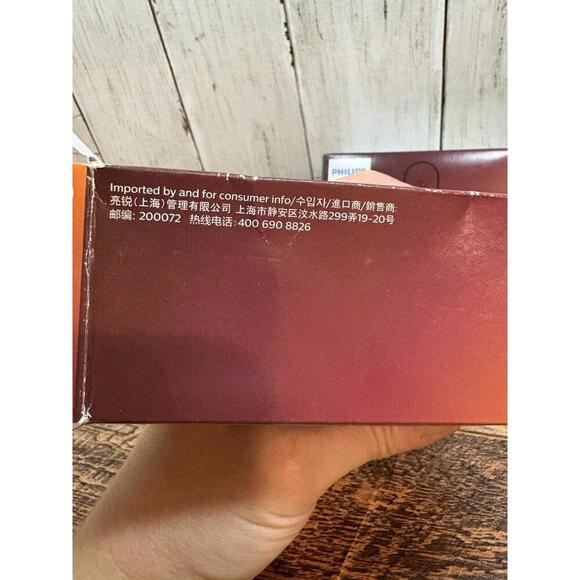 PHILIPS
Imported by and for consumer info/수입자/進口商/銷售商:
亮锐(上海)管理有限公司 上海市静安区汶水路299弄19-20号
邮编: 200072 热线电话: 400 690 8826